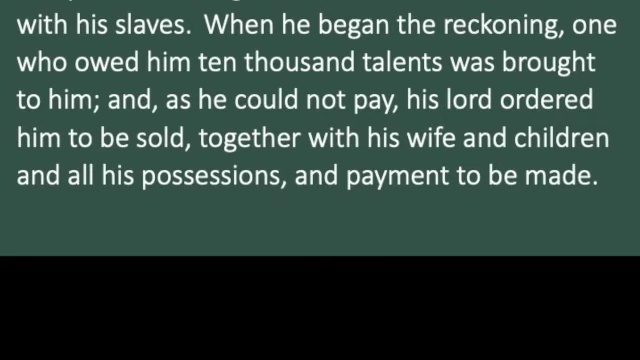 with his slaves.  When he began the reckoning, one
who owed him ten thousand talents was brought
to him; and, as he could not pay, his lord ordered
him to be sold, together with his wife and children
and all his possessions, and payment to be made.